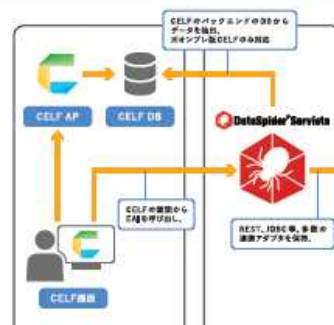 CELFのバックエンドのDBから
データを抽出。
※オンプレ版CELFのみ対応
CELF AP
CELF DB
DataSpider Servista
CELFの画面から
EAIを呼び出し。
REST、JDBC等、多数の
連携アダプタを保持。
CELF画面